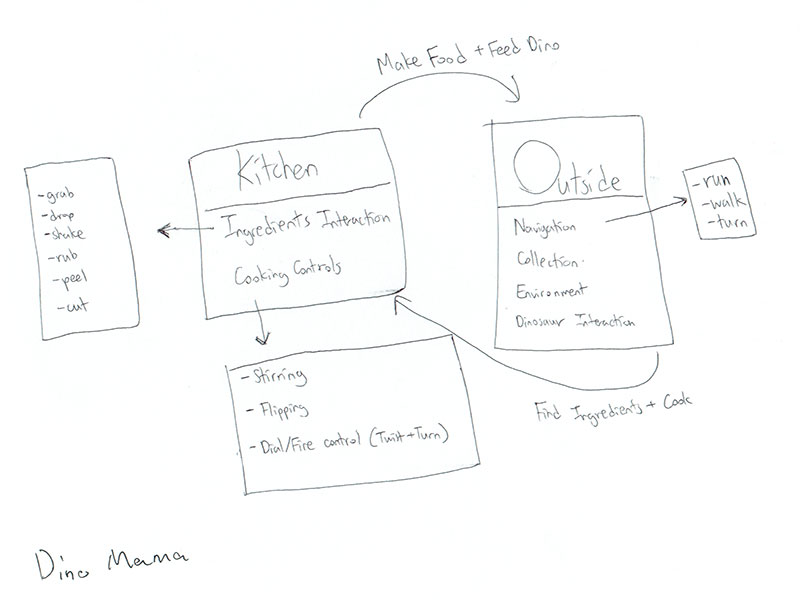 Make Food + Feed Dino
Kitchen
Ingredients Interaction
Cooking Controls
- grab
- drop
- shake
- rub
- peel
- cut
- Stirring
- Flipping
- Dial/Fire control (Twist + Turn)
Outside
Navigation
Collection
Environment
Dinosaur Interaction
- run
- walk
- turn
Find Ingredients + Cook
Dino Mama